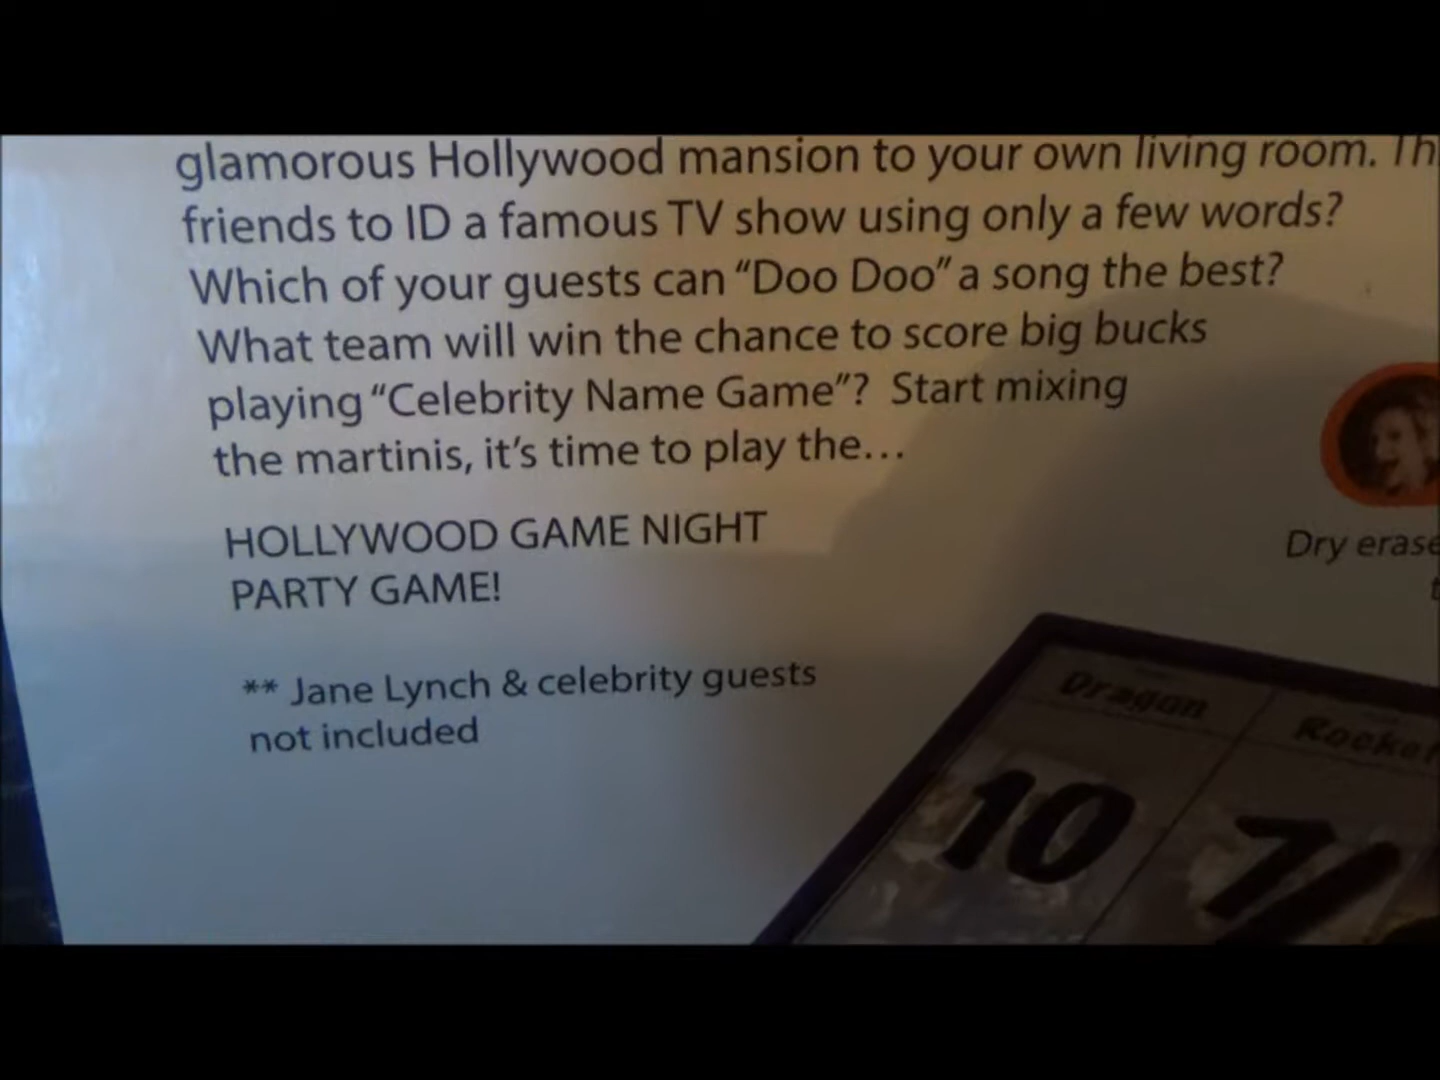 glamorous Hollywood mansion to your own living room. Th
friends to ID a famous TV show using only a few words?
Which of your guests can “Doo Doo” a song the best?
What team will win the chance to score big bucks
playing “Celebrity Name Game”?  Start mixing
the martinis, it’s time to play the…
HOLLYWOOD GAME NIGHT
PARTY GAME!
** Jane Lynch & celebrity guests
not included
Dry erase
Dragon
Rocket
10